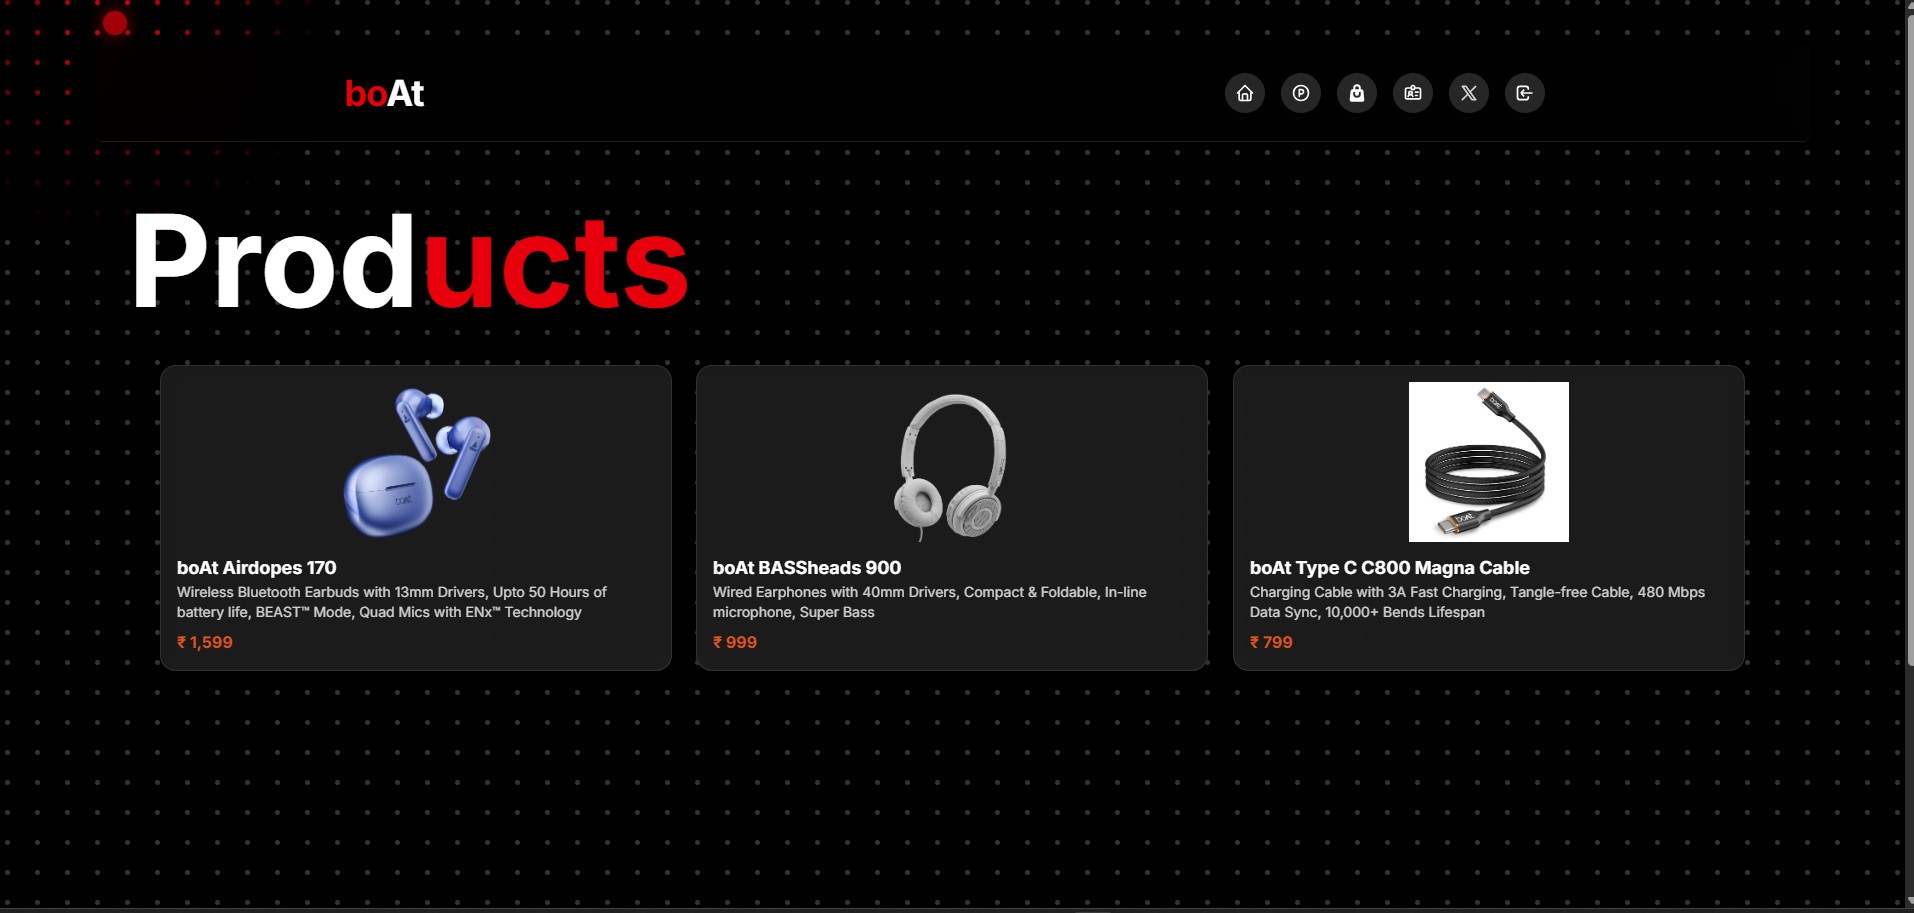 boAt
Products
boAt
boAt Airdopes 170
Wireless Bluetooth Earbuds with 13mm Drivers, Upto 50 Hours of
battery life, BEAST™ Mode, Quad Mics with ENx™ Technology
₹ 1,599
boAt BASSheads 900
Wired Earphones with 40mm Drivers, Compact & Foldable, In-line
microphone, Super Bass
₹ 999
boAt
boAt
boAt Type C C800 Magna Cable
Charging Cable with 3A Fast Charging, Tangle-free Cable, 480 Mbps
Data Sync, 10,000+ Bends Lifespan
₹ 799